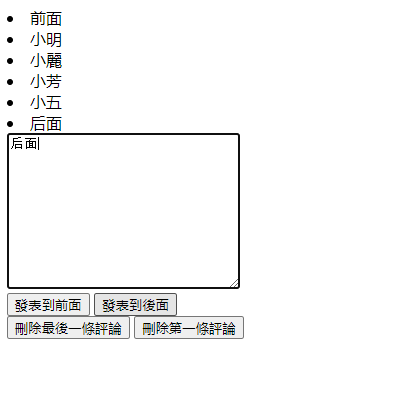 前面
小明
小麗
小芳
小五
后面
后面
發表到前面 發表到後面
刪除最後一條評論 刪除第一條評論